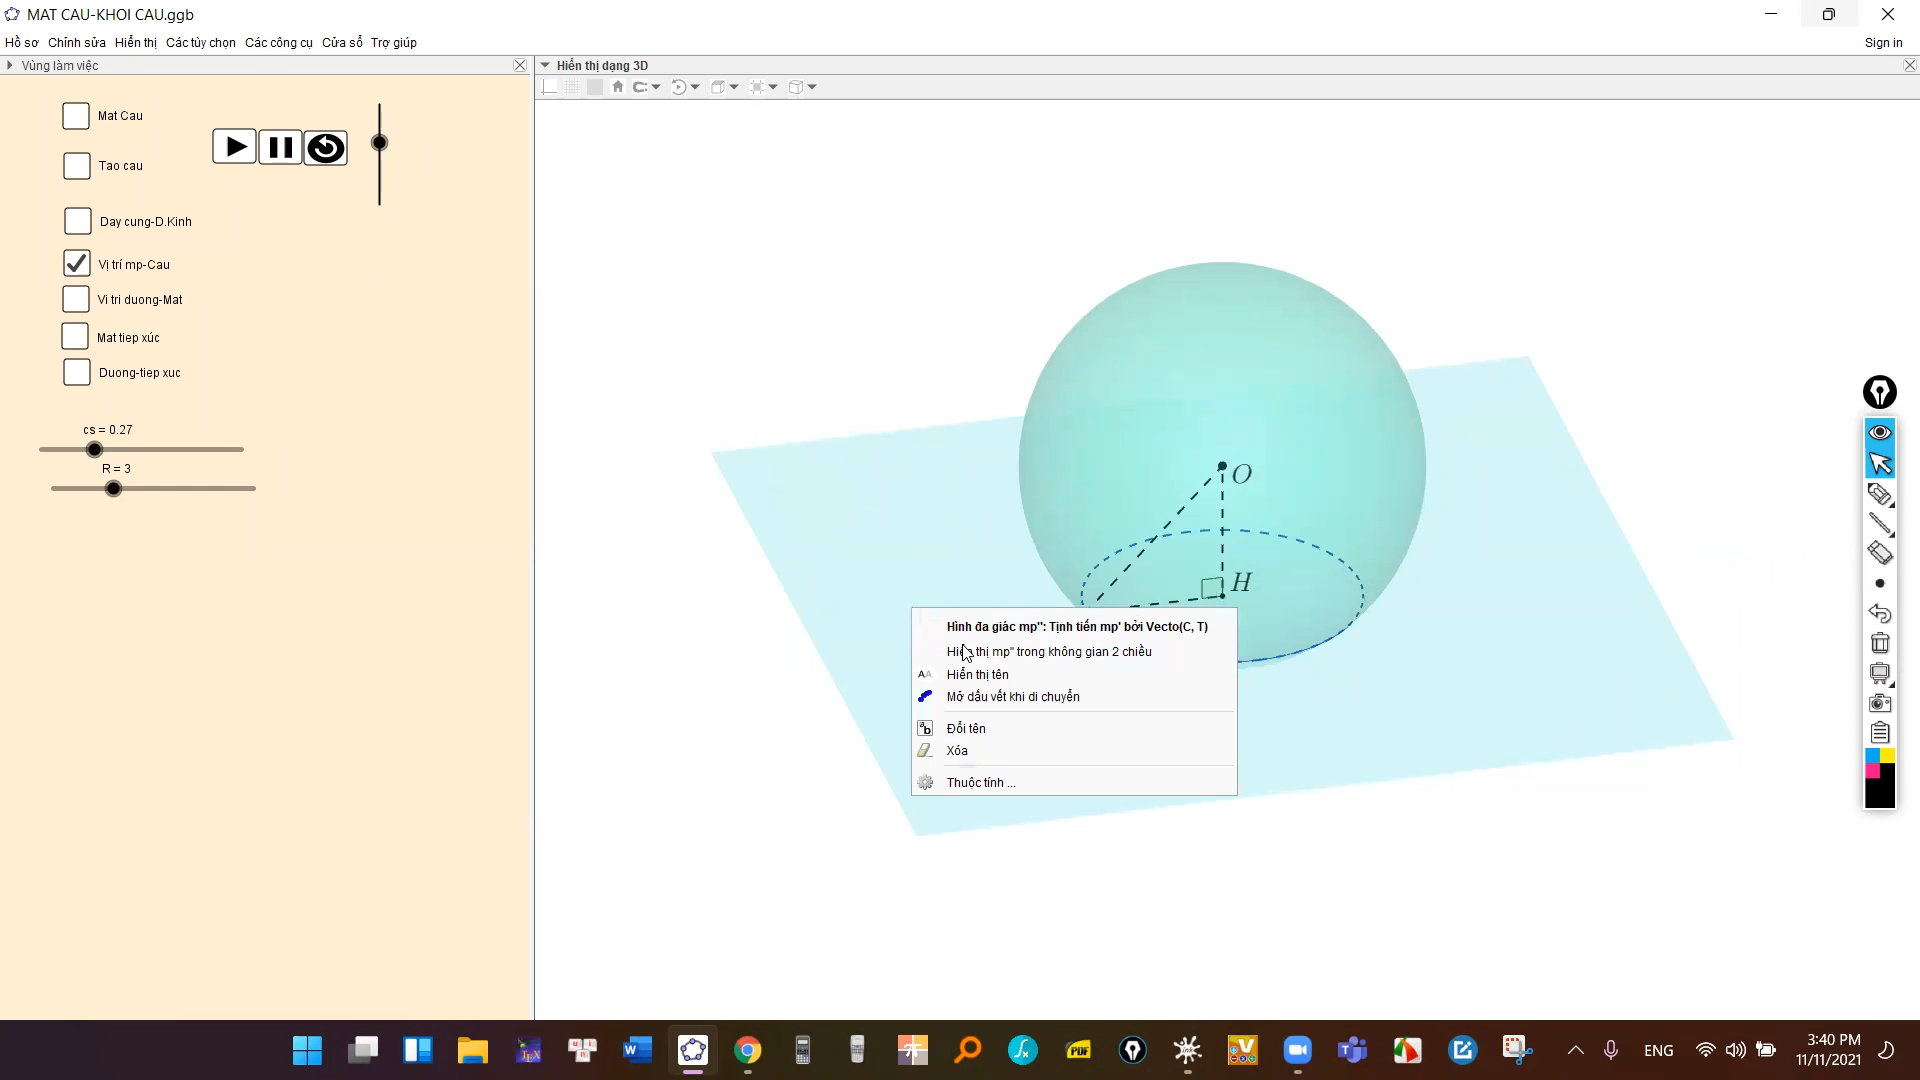 MAT CAU-KHOI CAU.ggb
Hồ sơ Chỉnh sửa Hiển thị Các tùy chọn Các công cụ Cửa sổ Trợ giúp
Sign in
Vùng làm việc
Hiển thị dạng 3D
Mat Cau
Tao cau
Day cung-D.Kinh
Vị trí mp-Cau
Vi tri duong-Mat
Mat tiep xúc
Duong-tiep xuc
cs = 0.27
R = 3
O
H
Hình đa giác mp'': Tịnh tiến mp' bởi Vecto(C, T)
Hiển thị mp'' trong không gian 2 chiều
AA Hiển thị tên
Mở dấu vết khi di chuyển
ab Đổi tên
Xóa
Thuộc tính ...
ENG
3:40 PM
11/11/2021